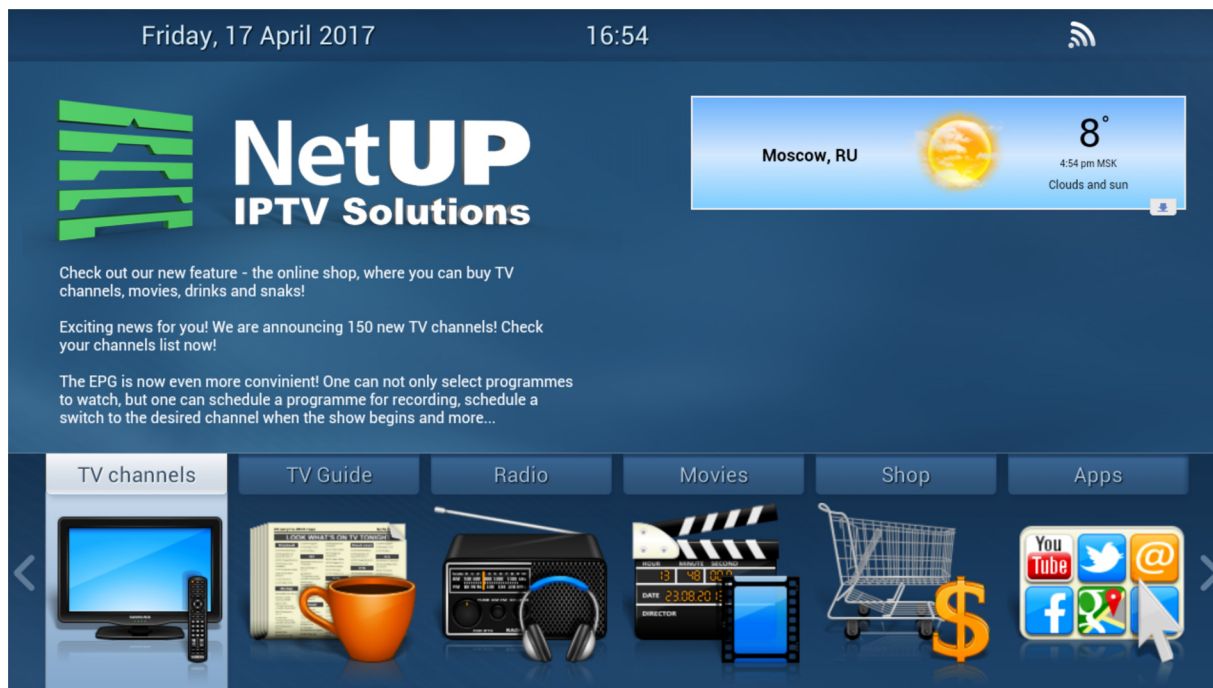 Friday, 17 April 2017
16:54
NetUP
IPTV Solutions
Moscow, RU
8°
4:54 pm MSK
Clouds and sun
Check out our new feature - the online shop, where you can buy TV
channels, movies, drinks and snaks!
Exciting news for you! We are announcing 150 new TV channels! Check
your channels list now!
The EPG is now even more convinient! One can not only select programmes
to watch, but one can schedule a programme for recording, schedule a
switch to the desired channel when the show begins and more...
TV channels
TV Guide
Radio
Movies
Shop
Apps
LOOK WHAT'S ON TV TONIGHT
HOUR MINUTE SECOND
13 48
DATE 23.08.201
DIRECTOR
$
You
Tube
@
f